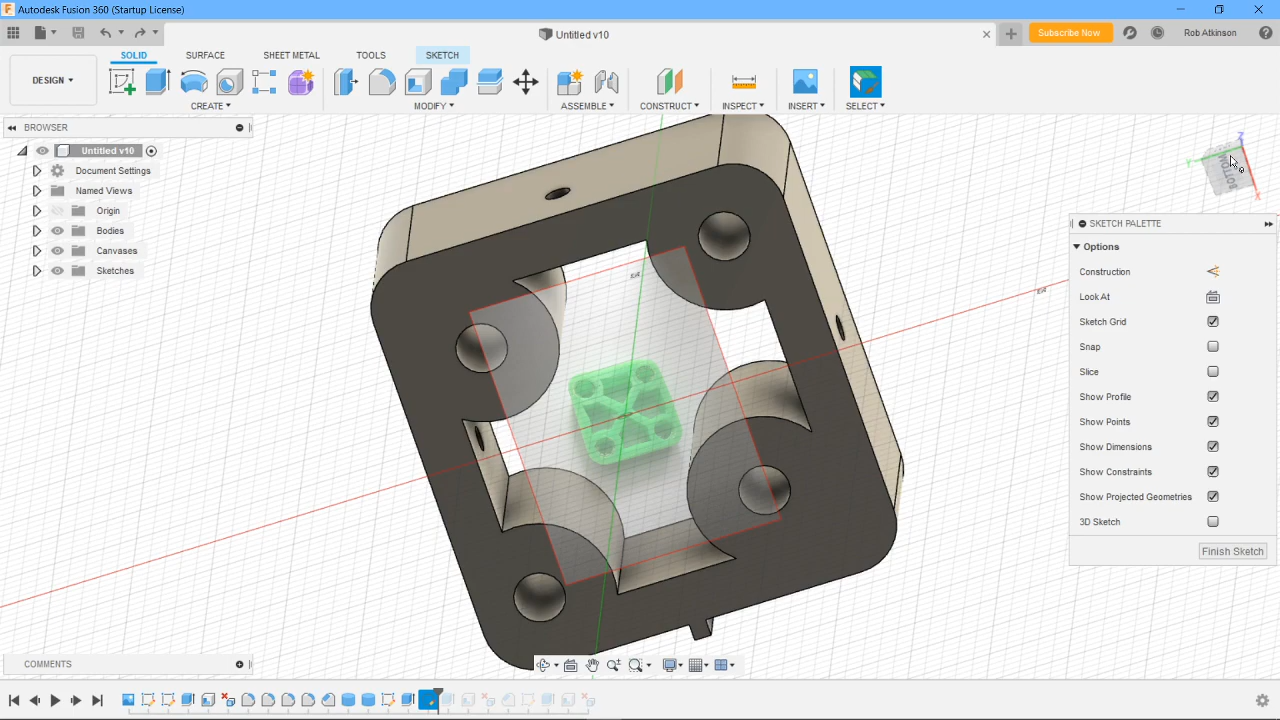 Autodesk Fusion 360 (Startup License)
Untitled v10
Subscribe Now
Rob Atkinson
DESIGN
SOLID
SURFACE
SHEET METAL
TOOLS
SKETCH
CREATE
MODIFY
ASSEMBLE
CONSTRUCT
INSPECT
INSERT
SELECT
BROWSER
Untitled v10
Document Settings
Named Views
Origin
Bodies
Canvases
Sketches
Z
Y
X
BOTTOM
SKETCH PALETTE
Options
Construction
Look At
Sketch Grid
Snap
Slice
Show Profile
Show Points
Show Dimensions
Show Constraints
Show Projected Geometries
3D Sketch
Finish Sketch
COMMENTS